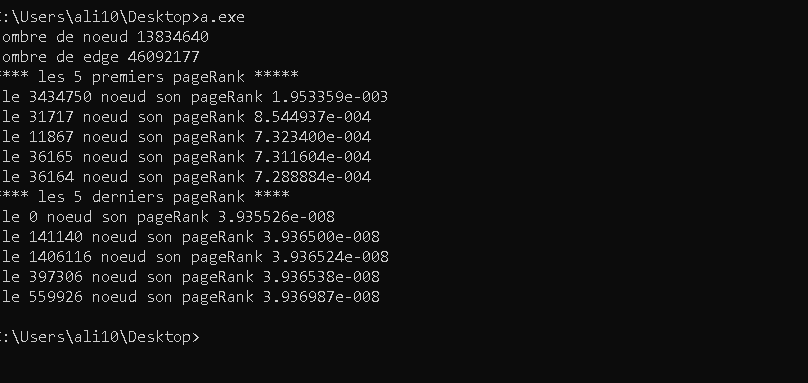 :\Users\ali10\Desktop>a.exe
ombre de noeud 13834640
ombre de edge 46092177
**** les 5 premiers pageRank *****
le 3434750 noeud son pageRank 1.953359e-003
le 31717 noeud son pageRank 8.544937e-004
le 11867 noeud son pageRank 7.323400e-004
le 36165 noeud son pageRank 7.311604e-004
le 36164 noeud son pageRank 7.288884e-004
**** les 5 derniers pageRank ****
le 0 noeud son pageRank 3.935526e-008
le 141140 noeud son pageRank 3.936500e-008
le 1406116 noeud son pageRank 3.936524e-008
le 397306 noeud son pageRank 3.936538e-008
le 559926 noeud son pageRank 3.936987e-008
:\Users\ali10\Desktop>